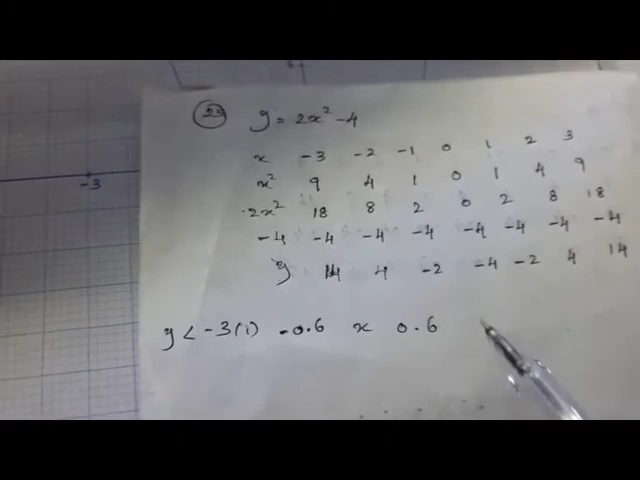 -3
22 y = 2x² - 4
x -3 -2 -1 0 1 2 3
x² 9 4 1 0 1 4 9
2x² 18 8 2 0 2 8 18
-4 -4 -4 -4 -4 -4 -4 -4
y 14 4 -2 -4 -2 4 14
y < -3 (i) -0.6 x 0.6